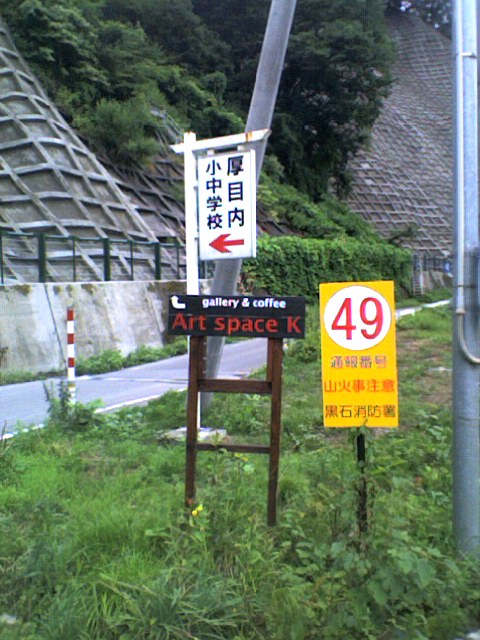 厚目内
小中学校
gallery & coffee
Art space K
49
通報番号
山火事注意
黒石消防署